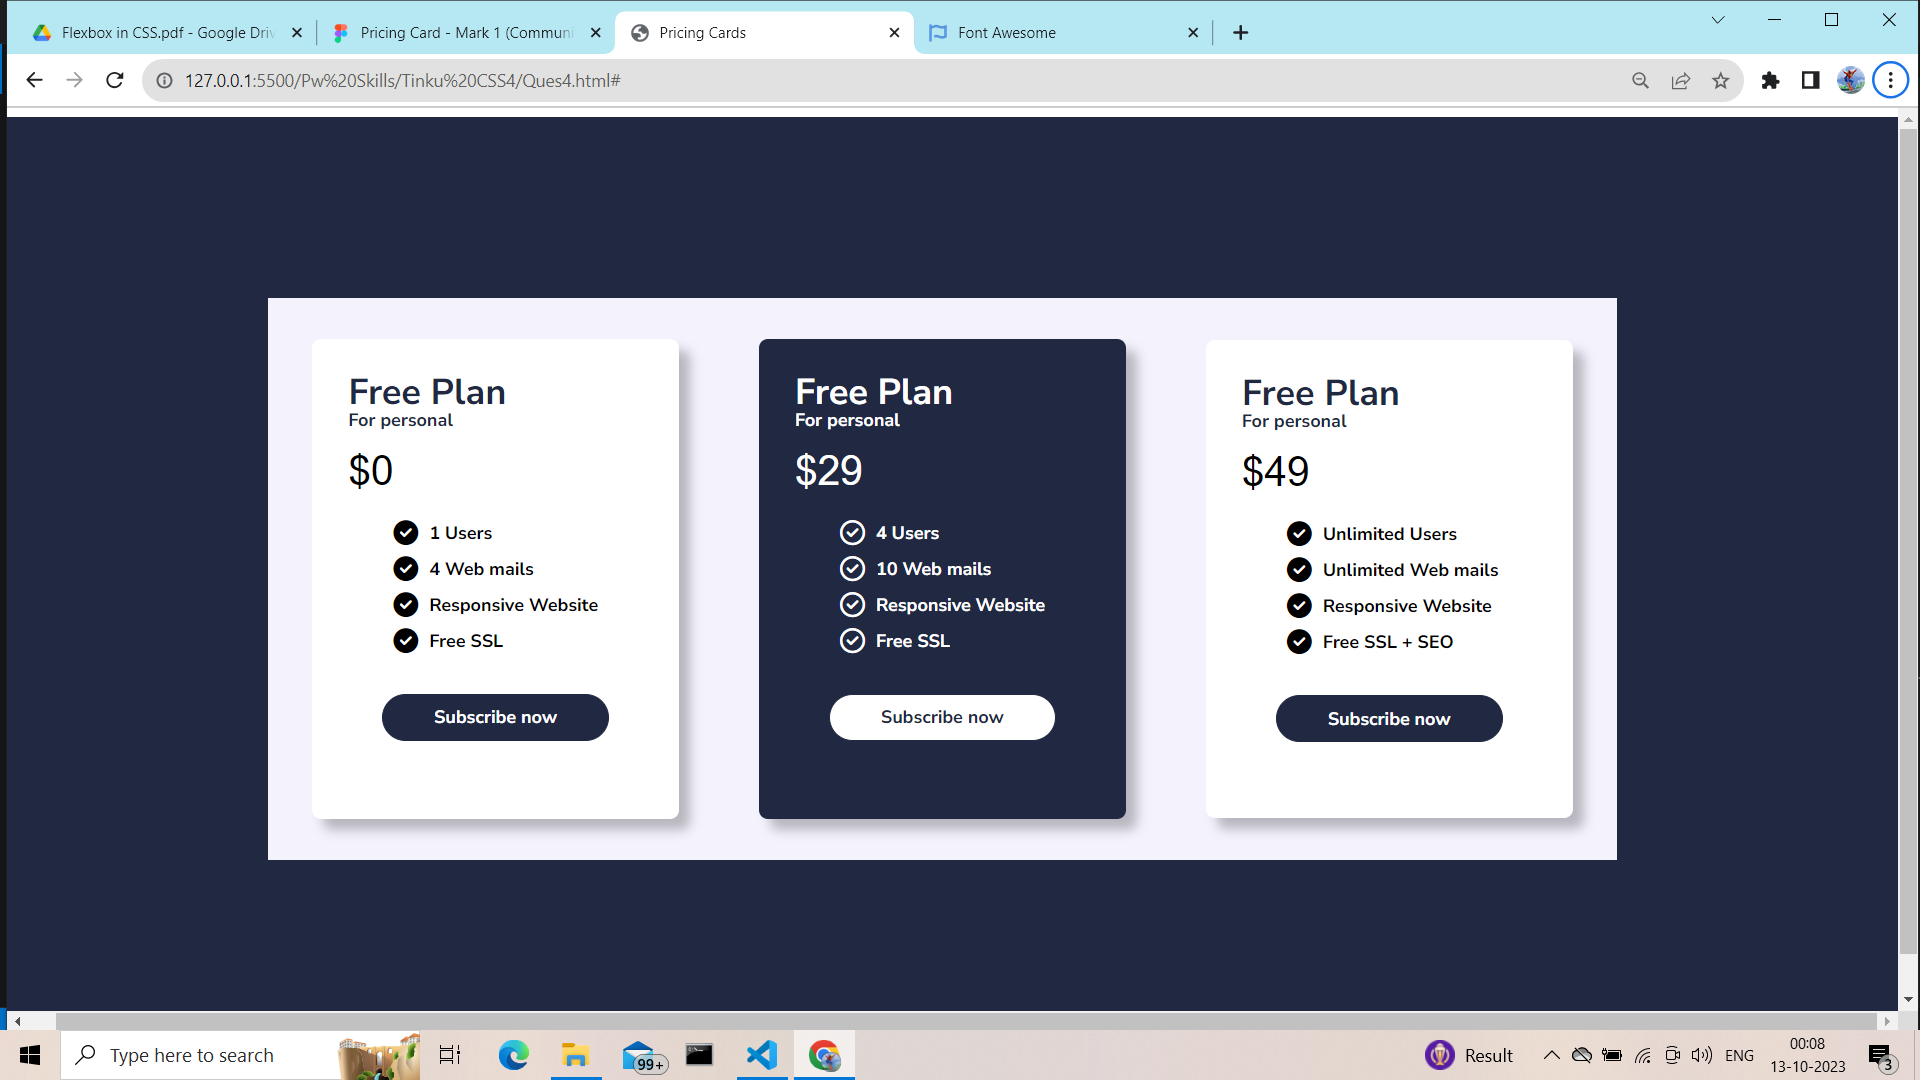 Flexbox in CSS.pdf - Google Driv
Pricing Card - Mark 1 (Communi
Pricing Cards
Font Awesome
127.0.0.1:5500/Pw%20Skills/Tinku%20CSS4/Ques4.html#
Free Plan
For personal
$0
1 Users
4 Web mails
Responsive Website
Free SSL
Subscribe now
Free Plan
For personal
$29
4 Users
10 Web mails
Responsive Website
Free SSL
Subscribe now
Free Plan
For personal
$49
Unlimited Users
Unlimited Web mails
Responsive Website
Free SSL + SEO
Subscribe now
Type here to search
99+
Result
ENG
00:08
13-10-2023
3